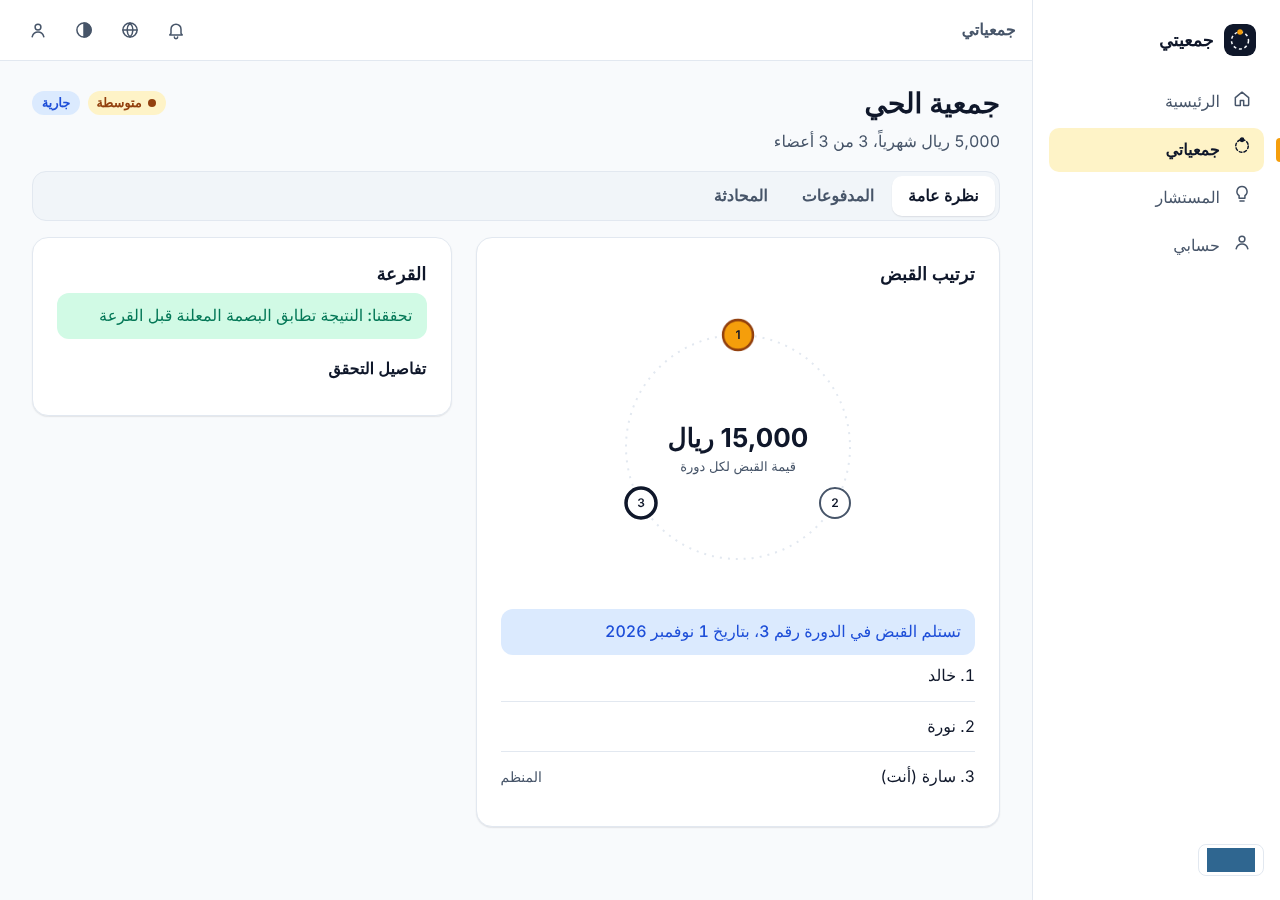 جمعيتي
الرئيسية
جمعياتي
المستشار
حسابي
جمعياتي
جمعية الحي
متوسطة
جارية
5,000 ريال شهرياً، 3 من 3 أعضاء
نظرة عامة
المدفوعات
المحادثة
ترتيب القبض
1
15,000 ريال
قيمة القبض لكل دورة
2
3
تستلم القبض في الدورة رقم 3، بتاريخ 1 نوفمبر 2026
1. خالد
2. نورة
3. سارة (أنت)
المنظم
القرعة
تحققنا: النتيجة تطابق البصمة المعلنة قبل القرعة
تفاصيل التحقق